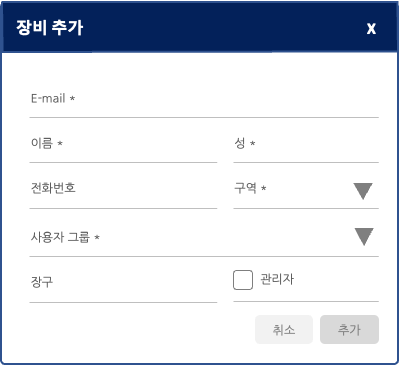 장비 추가 x
E-mail *
이름 * 성 *
전화번호 구역 *
사용자 그룹 *
장구 관리자
취소 추가